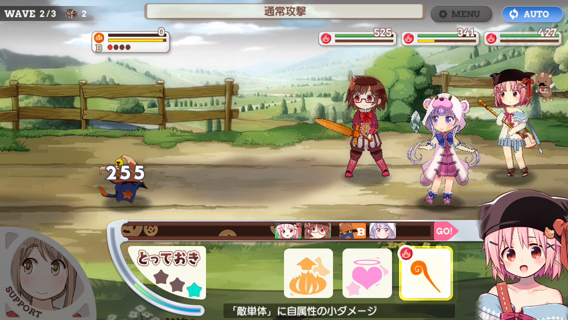 WAVE 2/3 2
通常攻撃
MENU
AUTO
0
B
525
341
427
255
B
GO!
とっておき
SUPPORT
「敵単体」に自属性の小ダメージ